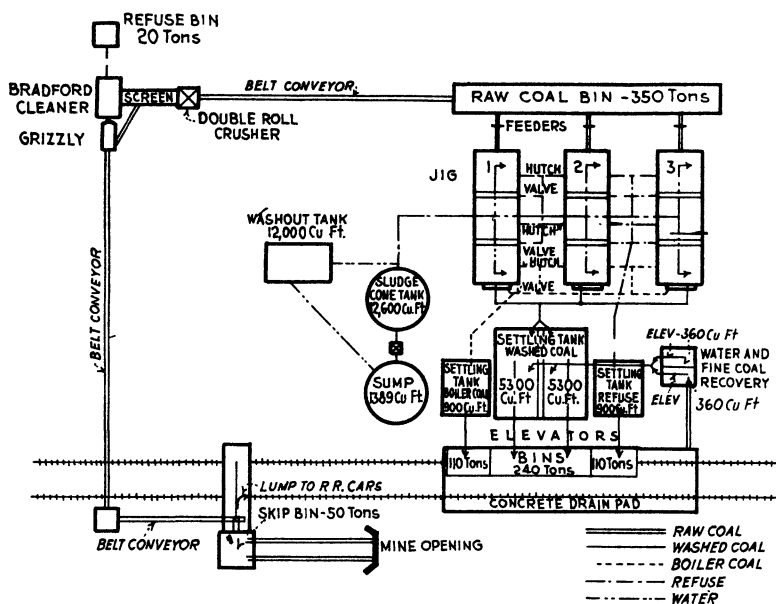 REFUSE BIN
20 Tons
BRADFORD
CLEANER
SCREEN
GRIZZLY
DOUBLE ROLL
CRUSHER
BELT CONVEYOR
RAW COAL BIN -350 Tons
FEEDERS
JIG
1
2
3
HUTCH
VALVE
HUTCH
VALVE
HUTCH
VALVE
WASHOUT TANK
12,000 Cu Ft.
SLUDGE
CONE TANK
12,600 Cu.Ft
SUMP
1389 Cu Ft
BELT CONVEYOR
SETTLING
TANK
BOILER COAL
900 Cu.Ft.
SETTLING TANK
WASHED COAL
5300
Cu.Ft
5300
Cu.Ft
SETTLING
TANK
REFUSE
900 Cu.Ft
ELEV-360 Cu Ft
WATER AND
FINE COAL
RECOVERY
ELEV
360 CU FT
ELEVATORS
110 Tons
BINS
240 Tons
110 Tons
CONCRETE DRAIN PAD
LUMP TO R.R. CARS
SKIP BIN-50 Tons
BELT CONVEYOR
MINE OPENING
RAW COAL
WASHED COAL
BOILER COAL
REFUSE
WATER